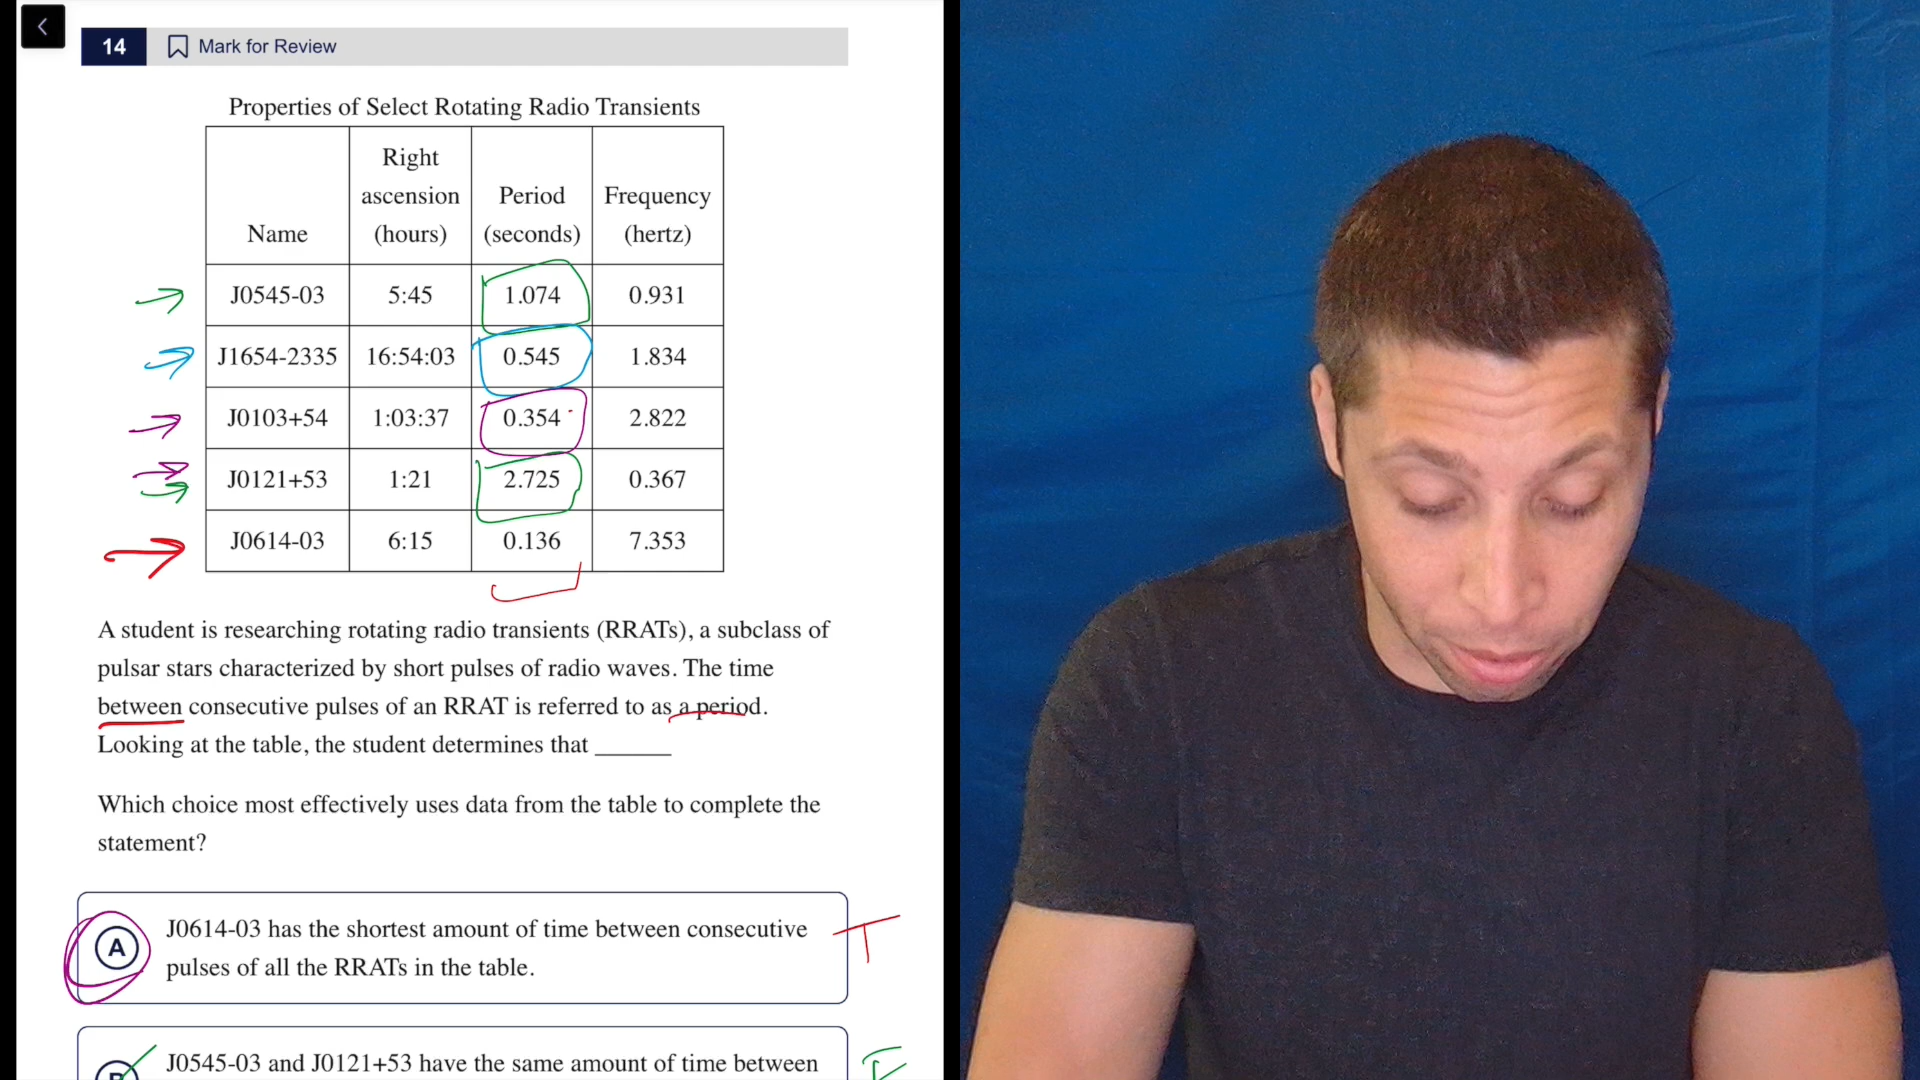 14 Mark for Review
Properties of Select Rotating Radio Transients
Name Right ascension (hours) Period (seconds) Frequency (hertz)
J0545-03 5:45 1.074 0.931
J1654-2335 16:54:03 0.545 1.834
J0103+54 1:03:37 0.354 2.822
J0121+53 1:21 2.725 0.367
J0614-03 6:15 0.136 7.353
A student is researching rotating radio transients (RRATs), a subclass of
pulsar stars characterized by short pulses of radio waves. The time
between consecutive pulses of an RRAT is referred to as a period.
Looking at the table, the student determines that ______
Which choice most effectively uses data from the table to complete the
statement?
A J0614-03 has the shortest amount of time between consecutive T
pulses of all the RRATs in the table.
B J0545-03 and J0121+53 have the same amount of time between F